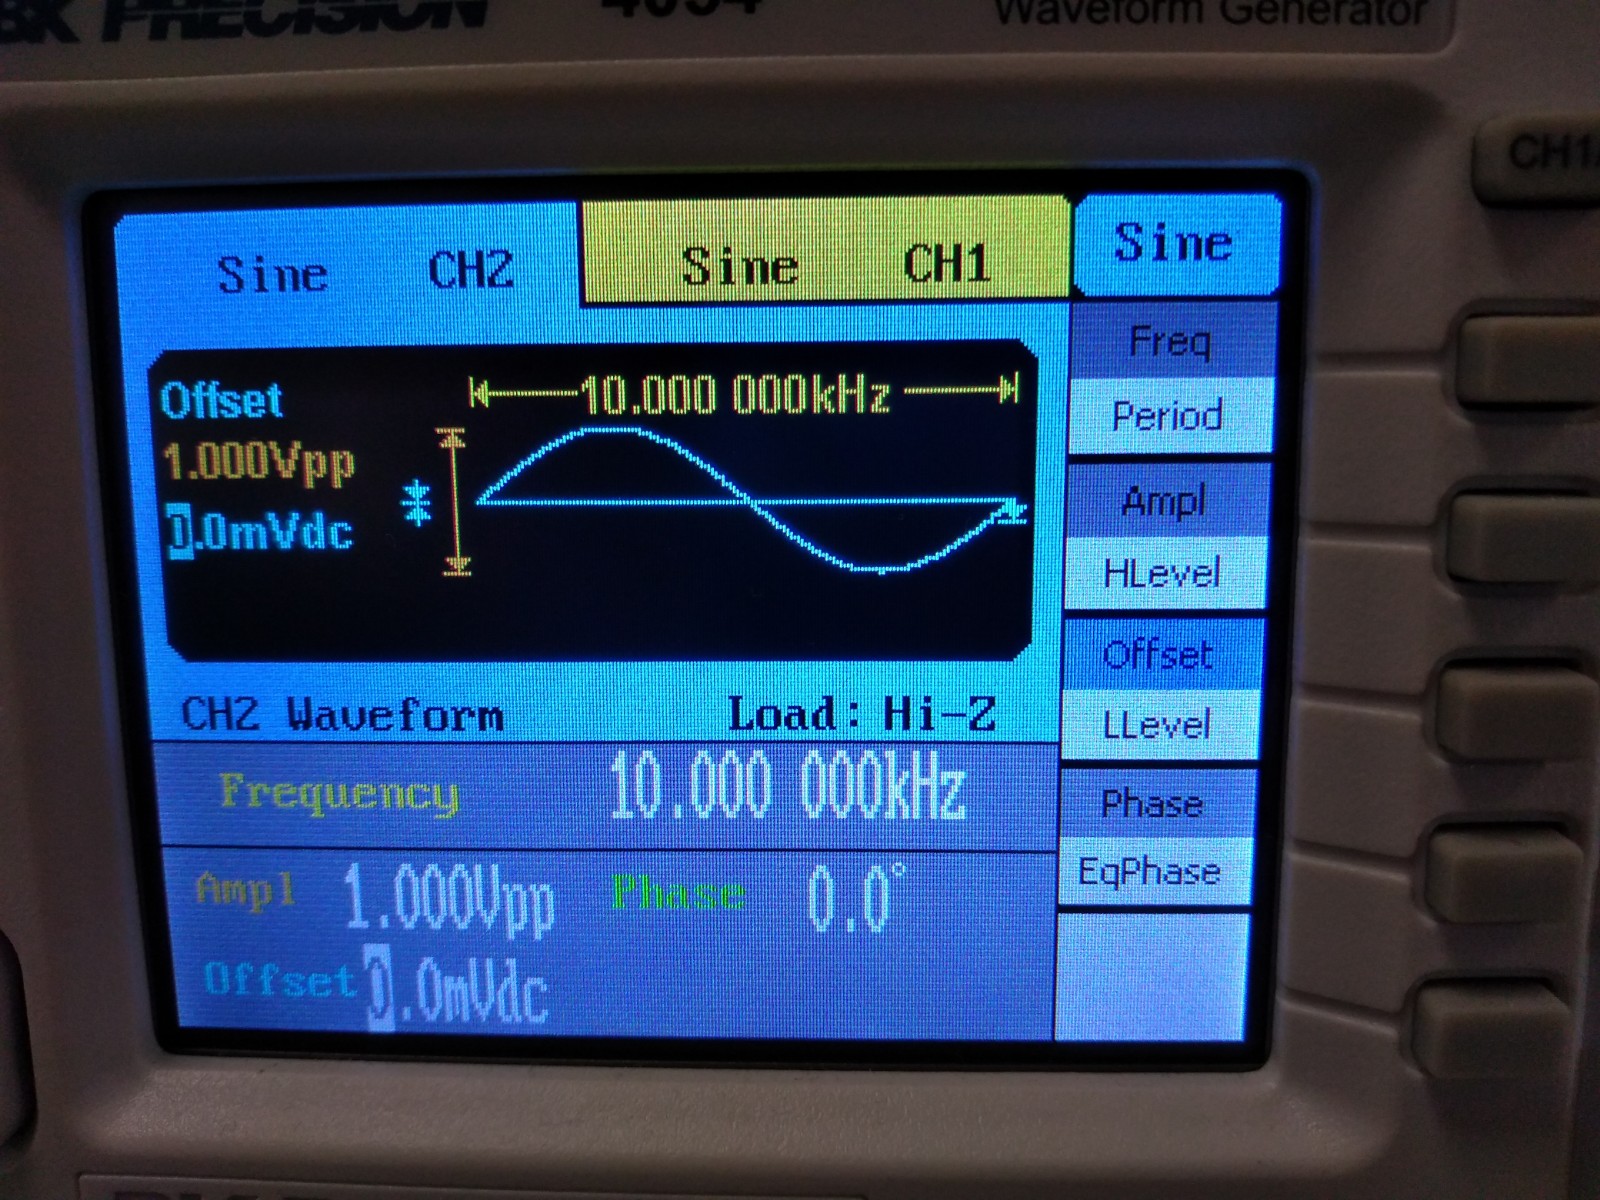 PRECISION 4054
Waveform Generator
CH1
Sine CH2 Sine CH1 Sine
Offset
10.000 000kHz
1.000Vpp
0.0mVdc
CH2 Waveform Load: Hi-Z
Frequency 10.000 000kHz
Ampl 1.000Vpp Phase 0.0°
Offset 0.0mVdc
Freq
Period
Ampl
HLevel
Offset
LLevel
Phase
EqPhase